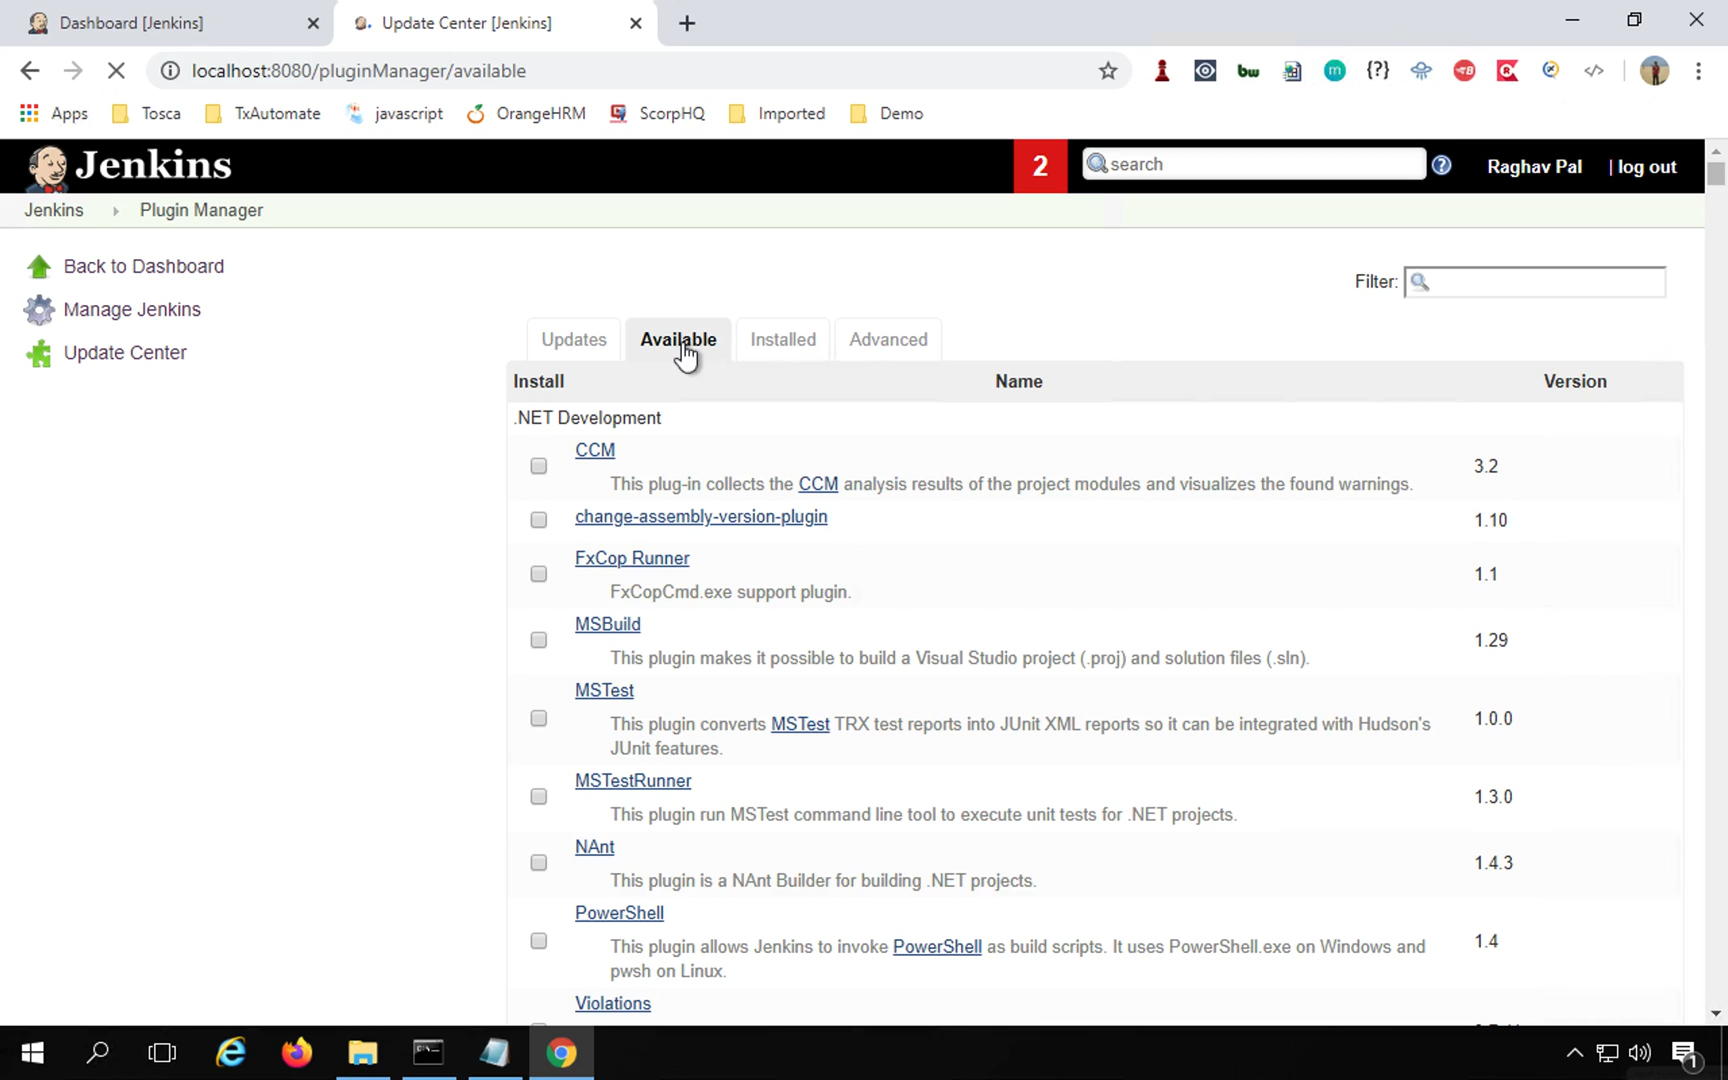 Dashboard [Jenkins]
Update Center [Jenkins]
localhost:8080/pluginManager/available
Apps
Tosca
TxAutomate
javascript
OrangeHRM
ScorpHQ
Imported
Demo
Jenkins
2
search
Raghav Pal
| log out
Jenkins
Plugin Manager
Back to Dashboard
Manage Jenkins
Update Center
Filter:
Updates
Available
Installed
Advanced
Install
Name
Version
.NET Development
CCM
This plug-in collects the CCM analysis results of the project modules and visualizes the found warnings.
3.2
change-assembly-version-plugin
1.10
FxCop Runner
FxCopCmd.exe support plugin.
1.1
MSBuild
This plugin makes it possible to build a Visual Studio project (.proj) and solution files (.sln).
1.29
MSTest
This plugin converts MSTest TRX test reports into JUnit XML reports so it can be integrated with Hudson's
JUnit features.
1.0.0
MSTestRunner
This plugin run MSTest command line tool to execute unit tests for .NET projects.
1.3.0
NAnt
This plugin is a NAnt Builder for building .NET projects.
1.4.3
PowerShell
This plugin allows Jenkins to invoke PowerShell as build scripts. It uses PowerShell.exe on Windows and
pwsh on Linux.
1.4
Violations
1